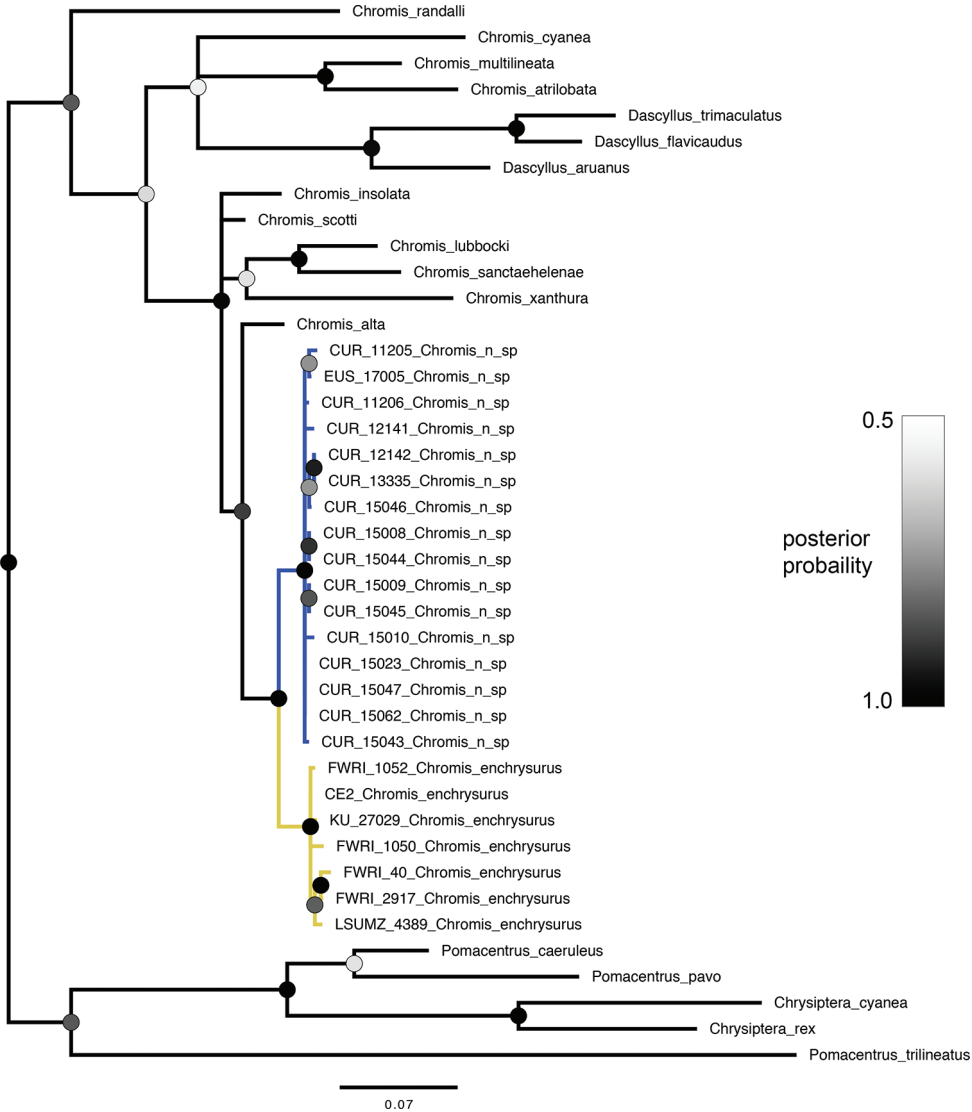 Chromis_randalli
Chromis_cyanea
Chromis_multilineata
Chromis_atrilobata
Dascyllus_trimaculatus
Dascyllus_flavicaudus
Dascyllus_aruanus
Chromis_insolata
Chromis_scotti
Chromis_lubbocki
Chromis_sanctaehelenae
Chromis_xanthura
Chromis_alta
CUR_11205_Chromis_n_sp
EUS_17005_Chromis_n_sp
CUR_11206_Chromis_n_sp
CUR_12141_Chromis_n_sp
CUR_12142_Chromis_n_sp
CUR_13335_Chromis_n_sp
CUR_15046_Chromis_n_sp
CUR_15008_Chromis_n_sp
CUR_15044_Chromis_n_sp
CUR_15009_Chromis_n_sp
CUR_15045_Chromis_n_sp
CUR_15010_Chromis_n_sp
CUR_15023_Chromis_n_sp
CUR_15047_Chromis_n_sp
CUR_15062_Chromis_n_sp
CUR_15043_Chromis_n_sp
FWRI_1052_Chromis_enchrysurus
CE2_Chromis_enchrysurus
KU_27029_Chromis_enchrysurus
FWRI_1050_Chromis_enchrysurus
FWRI_40_Chromis_enchrysurus
FWRI_2917_Chromis_enchrysurus
LSUMZ_4389_Chromis_enchrysurus
Pomacentrus_caeruleus
Pomacentrus_pavo
Chrysiptera_cyanea
Chrysiptera_rex
Pomacentrus_trilineatus
0.07
0.5
posterior
probaility
1.0